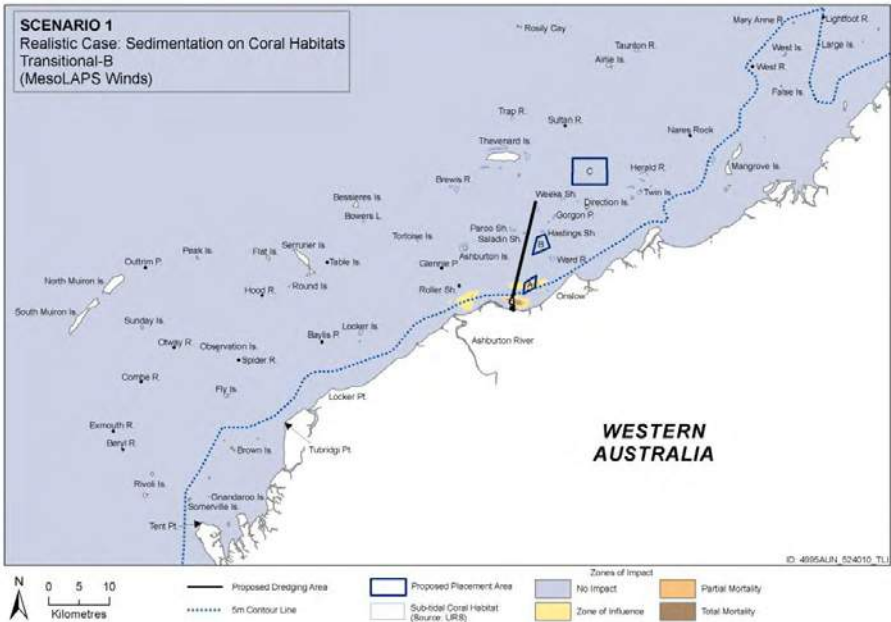 SCENARIO 1
Realistic Case: Sedimentation on Coral Habitats
Transitional-B
(MesoLAPS Winds)
Rosily Cay
Mary Anne R.
Lightfoot R.
Taunton R.
Airlie Is.
West Is.
Large Is.
West R.
False Is.
Trap R.
Sultan R.
Nares Rock
Thevenard Is.
Mangrove Is.
C
Herald R.
Brewis R.
Twin Is.
Weeks Sh.
Direction Is.
Bessieres Is.
Bowers L.
Gorgon P.
Paroo Sh.
Hastings Sh.
Tortoise Is.
Saladin Sh.
B
Serrurier Is.
Peak Is.
Flat Is.
Ashburton Is.
Ward R.
Outtrim P.
Table Is.
Glennie P.
North Muiron Is.
Round Is.
Roller Sh.
A
Hood R.
Onslow
South Muiron Is.
Sunday Is.
Locker Is.
Baylis P.
Ashburton River
Otway R.
Observation Is.
Spider R.
Combe R.
Fly Is.
Locker Pt.
Exmouth R.
WESTERN
AUSTRALIA
Beryl R.
Brown Is.
Tubridgi Pt.
Rivoli Is.
Gnandaroo Is.
Somerville Is.
Tent Pt.
ID: 4995AUN_524010_TLI
N
0 5 10
Kilometres
Proposed Dredging Area
5m Contour Line
Proposed Placement Area
Sub-tidal Coral Habitat
(Source: URS)
Zones of Impact
No Impact
Zone of Influence
Partial Mortality
Total Mortality